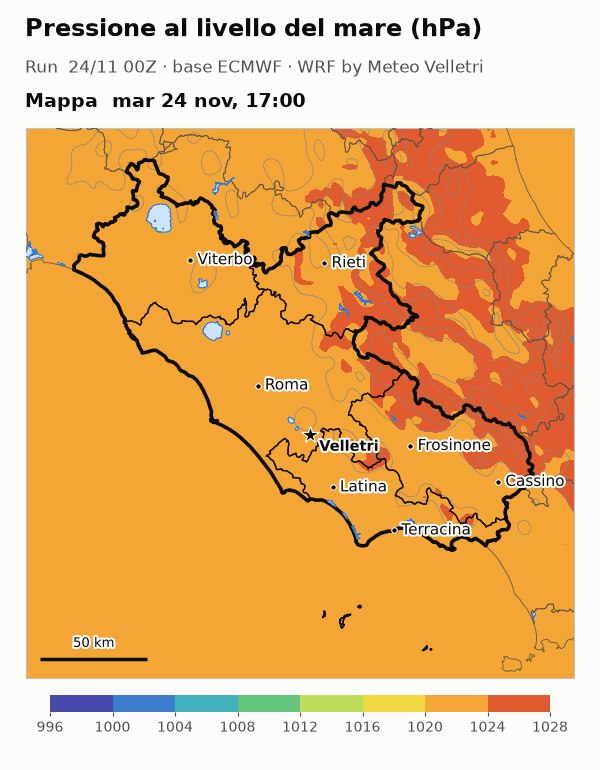 Pressione al livello del mare (hPa)
Run  24/11 00Z · base ECMWF · WRF by Meteo Velletri
Mappa  mar 24 nov, 17:00
Viterbo
Rieti
Roma
Velletri
Frosinone
Latina
Cassino
Terracina
50 km
996 1000 1004 1008 1012 1016 1020 1024 1028